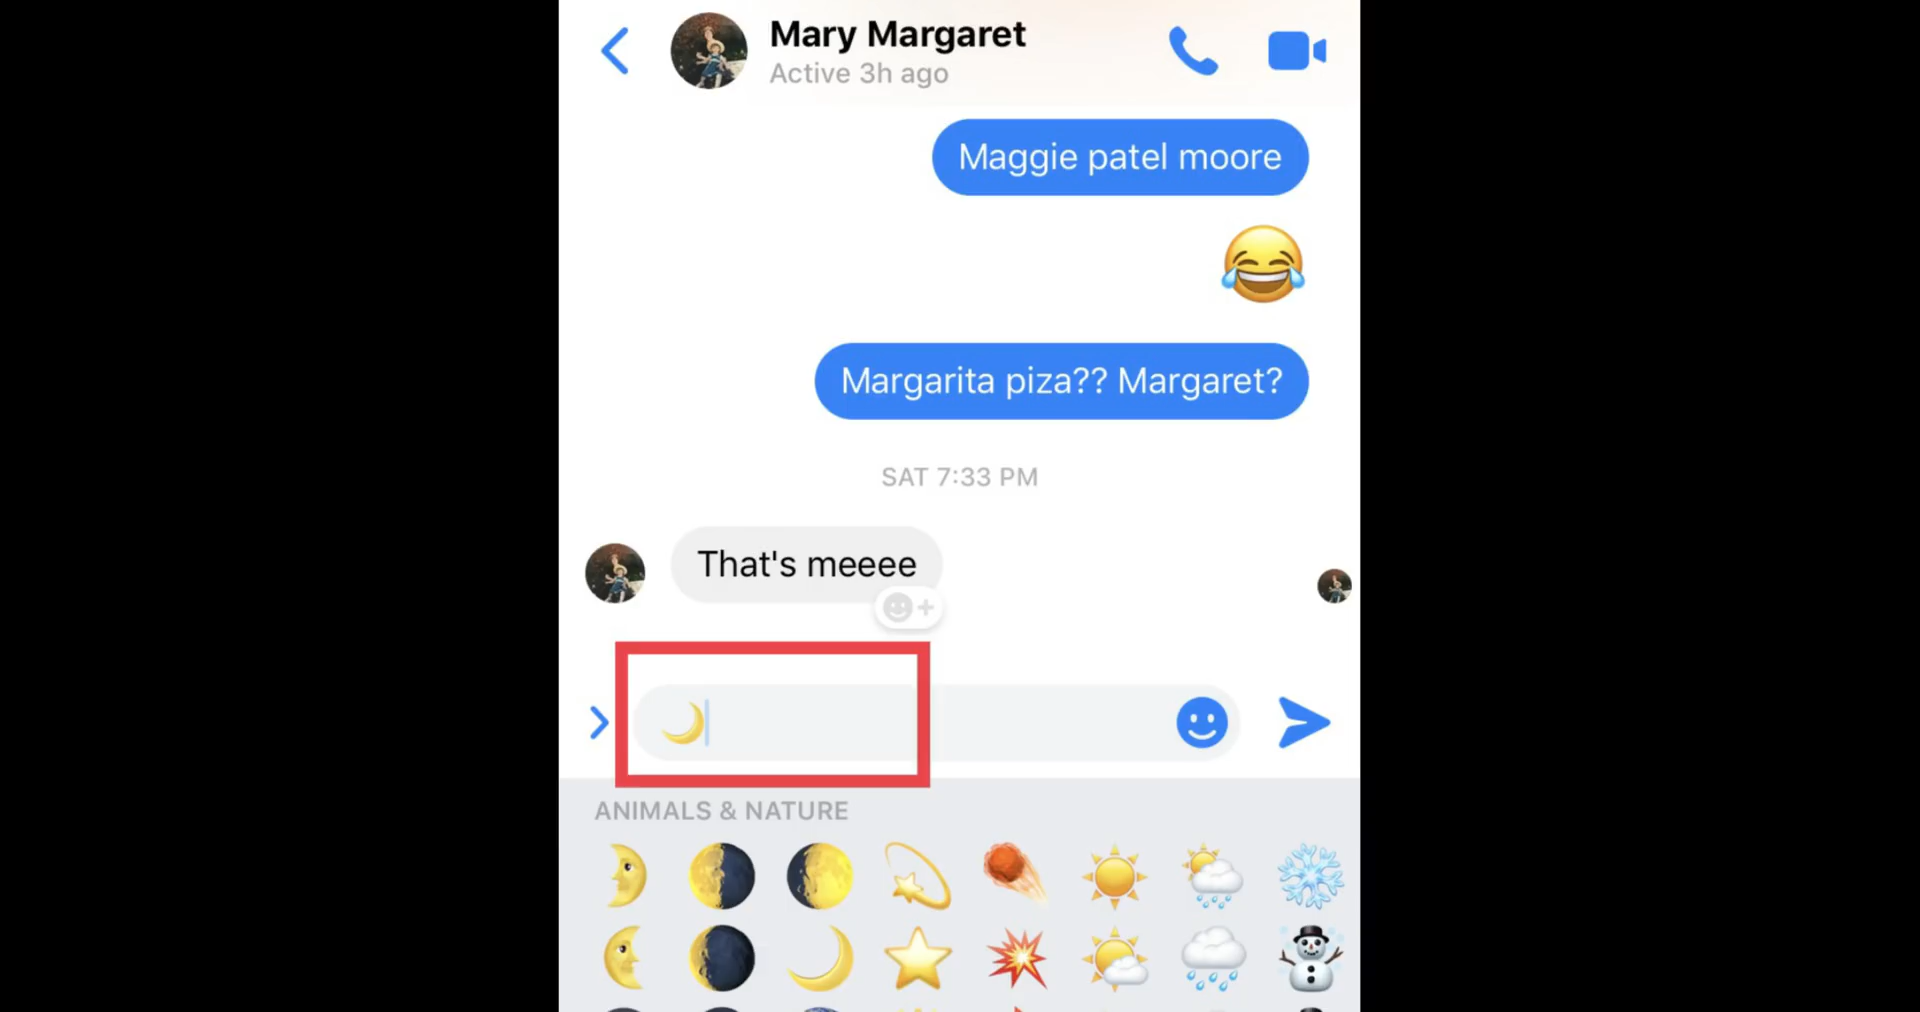 Mary Margaret
Active 3h ago
Maggie patel moore
😂
Margarita piza?? Margaret?
SAT 7:33 PM
That's meeee
🌙
ANIMALS & NATURE